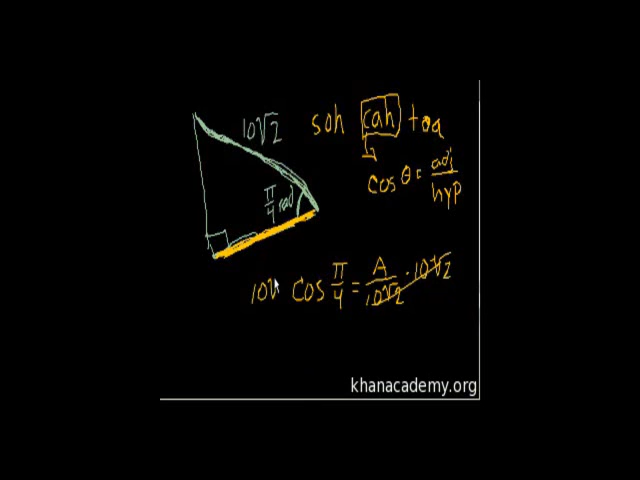 10√2 soh cah toa
cos θ = adj/hyp
π/4 rad
10√ cos π/4 = A/10√2 · 10√2
khanacademy.org